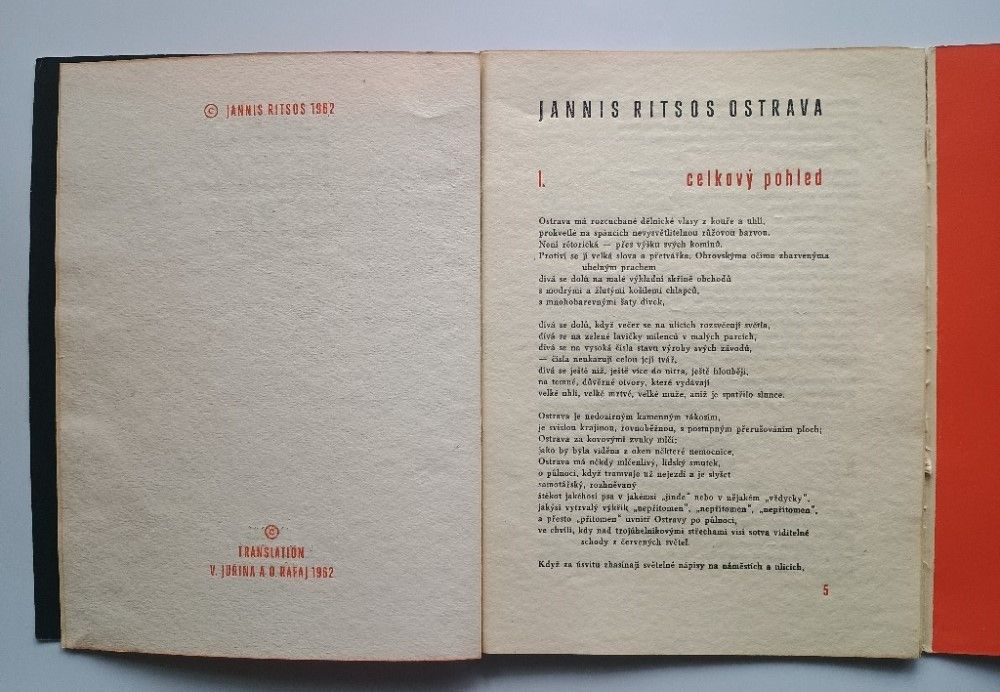 © JANNIS RITSOS 1962
©
TRANSLATION
V. JUŘINA A O. RAFAJ 1962
JANNIS RITSOS OSTRAVA
I. celkový pohled
Ostrava má rozcuchané dělnické vlasy z kouře a uhlí,
prokvetlé na spáncích nevysvětlitelnou růžovou barvou.
Není rétorická — přes výšku svých komínů.
Protiví se jí velká slova a přetvářka. Obrovskýma očima zbarvenýma
uhelným prachem
dívá se dolů na malé výkladní skříně obchodů
s modrými a žlutými košilemi chlapců,
s mnohobarevnými šaty dívek,
dívá se dolů, když večer se na ulicích rozsvěcují světla,
dívá se na zelené lavičky milenců v malých parcích,
dívá se na vysoká čísla stavu výroby svých závodů,
— čísla neukazují celou její tvář,
dívá se ještě níž, ještě více do nitra, ještě hlouběji,
na temné, důvěrné otvory, které vydávají
velké uhlí, velké mrtvé, velké muže, aniž je spatřilo slunce.
Ostrava je nedozírným kamenným rákosím,
je svislou krajinou, rovnoběžnou, s postupným přerušováním ploch;
Ostrava za kovovými zvuky mlčí:
jako by byla viděna z oken některé nemocnice,
Ostrava má někdy mlčenlivý, lidský smutek,
o půlnoci, když tramvaje už nejezdí a je slyšet
samotářský, rozhněvaný
štěkot jakéhosi psa v jakémsi „jinde“ nebo v nějakém „vždycky“,
jakýsi vytrvalý výkřik „nepřítomen“, „nepřítomen“, „nepřítomen“,
a přesto „přítomen“ uvnitř Ostravy po půlnoci,
ve chvíli, kdy nad trojúhelníkovými střechami visí sotva viditelné
schody z červených světel.
Když za úsvitu zhasínají světelné nápisy na náměstích a ulicích,
5